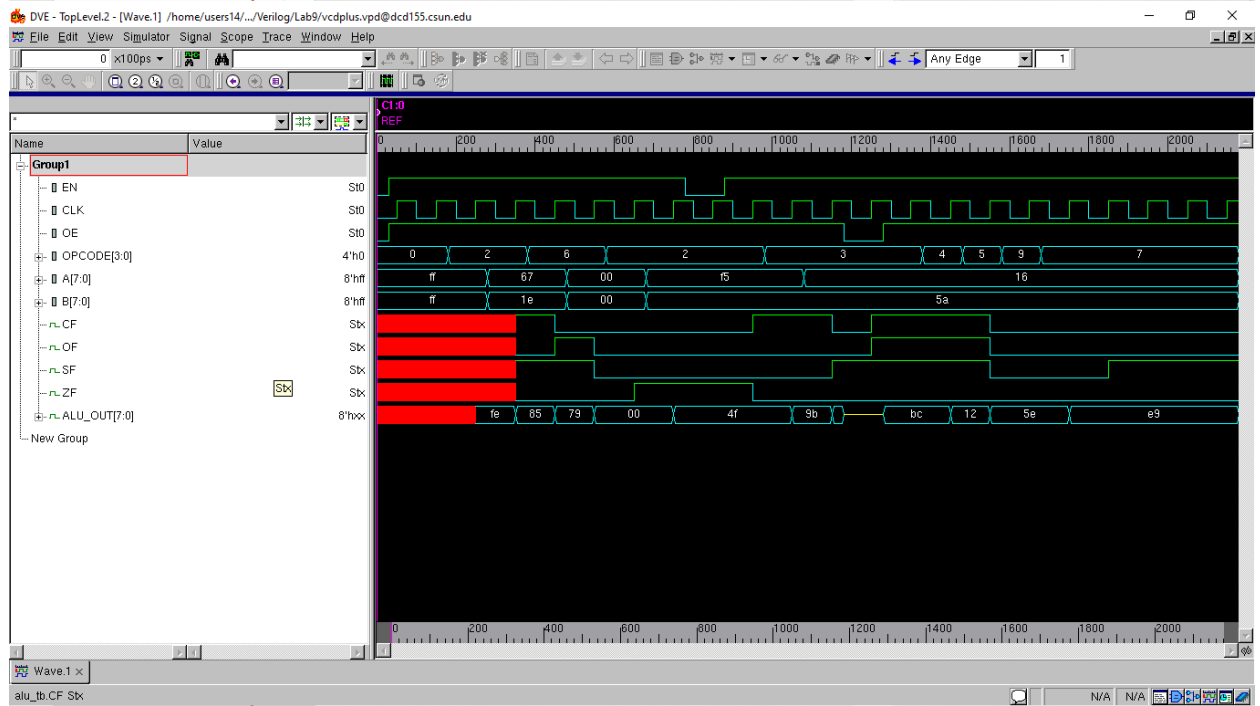 DVE - TopLevel.2 - [Wave.1] /home/users14/.../Verilog/Lab9/vcdplus.vpd@dcd155.csun.edu
File Edit View Simulator Signal Scope Trace Window Help
0 x100ps Any Edge 1
C1:0
REF
*
Name Value
0 200 400 600 800 1000 1200 1400 1600 1800 2000
Group1
EN St0
CLK St0
OE St0
OPCODE[3:0] 4'h0 0 2 6 2 3 4 5 9 7
A[7:0] 8'hff ff 67 00 f5 16
B[7:0] 8'hff ff 1e 00 5a
CF Stx
OF Stx
SF Stx
ZF Stx Stx
ALU_OUT[7:0] 8'hxx fe 85 79 00 4f 9b bc 12 5e e9
New Group
0 200 400 600 800 1000 1200 1400 1600 1800 2000
Wave.1
alu_tb.CF Stx N/A N/A